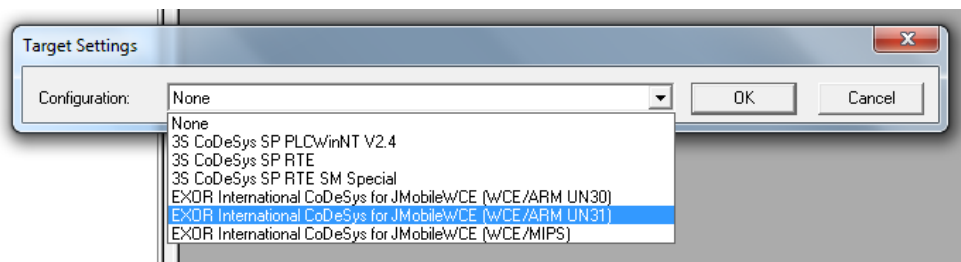 Target Settings
Configuration: None OK Cancel
None
3S CoDeSys SP PLCWinNT V2.4
3S CoDeSys SP RTE
3S CoDeSys SP RTE SM Special
EXOR International CoDeSys for JMobileWCE (WCE/ARM UN30)
EXOR International CoDeSys for JMobileWCE (WCE/ARM UN31)
EXOR International CoDeSys for JMobileWCE (WCE/MIPS)